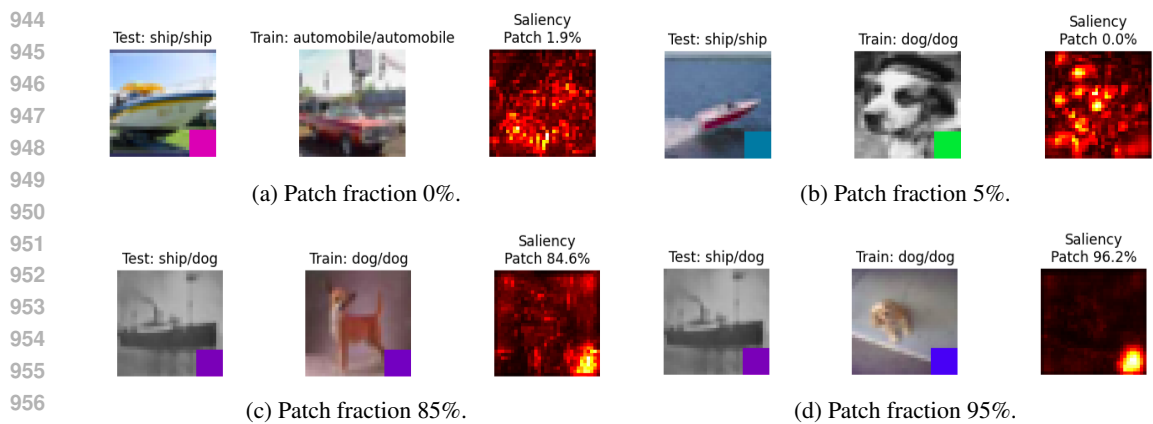 944
945
946
947
948
949
950
951
952
953
954
955
956
Test: ship/ship
Train: automobile/automobile
Saliency
Patch 1.9%
Test: ship/ship
Train: dog/dog
Saliency
Patch 0.0%
(a) Patch fraction 0%.
(b) Patch fraction 5%.
Test: ship/dog
Train: dog/dog
Saliency
Patch 84.6%
Test: ship/dog
Train: dog/dog
Saliency
Patch 96.2%
(c) Patch fraction 85%.
(d) Patch fraction 95%.